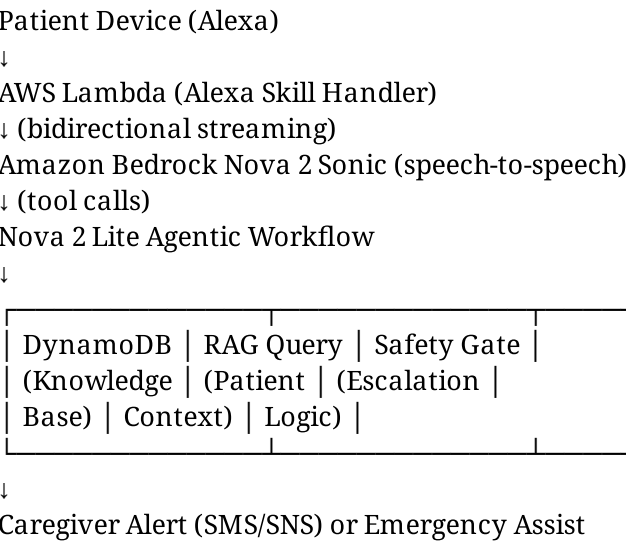 Patient Device (Alexa)
↓
AWS Lambda (Alexa Skill Handler)
↓ (bidirectional streaming)
Amazon Bedrock Nova 2 Sonic (speech-to-speech)
↓ (tool calls)
Nova 2 Lite Agentic Workflow
↓
┌─────────────────┬─────────────────┬──────
│ DynamoDB │ RAG Query │ Safety Gate │
│ (Knowledge │ (Patient │ (Escalation │
│ Base) │ Context) │ Logic) │
└─────────────────┴─────────────────┴──────
↓
Caregiver Alert (SMS/SNS) or Emergency Assist